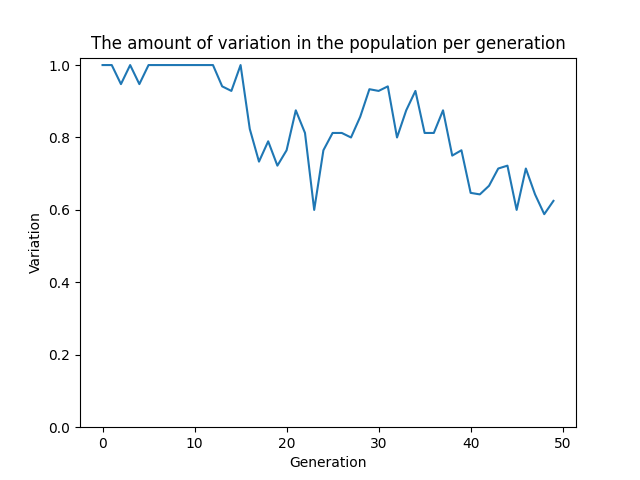 The amount of variation in the population per generation
1.0
0.8
0.6
0.4
0.2
0.0
Variation
0 10 20 30 40 50
Generation